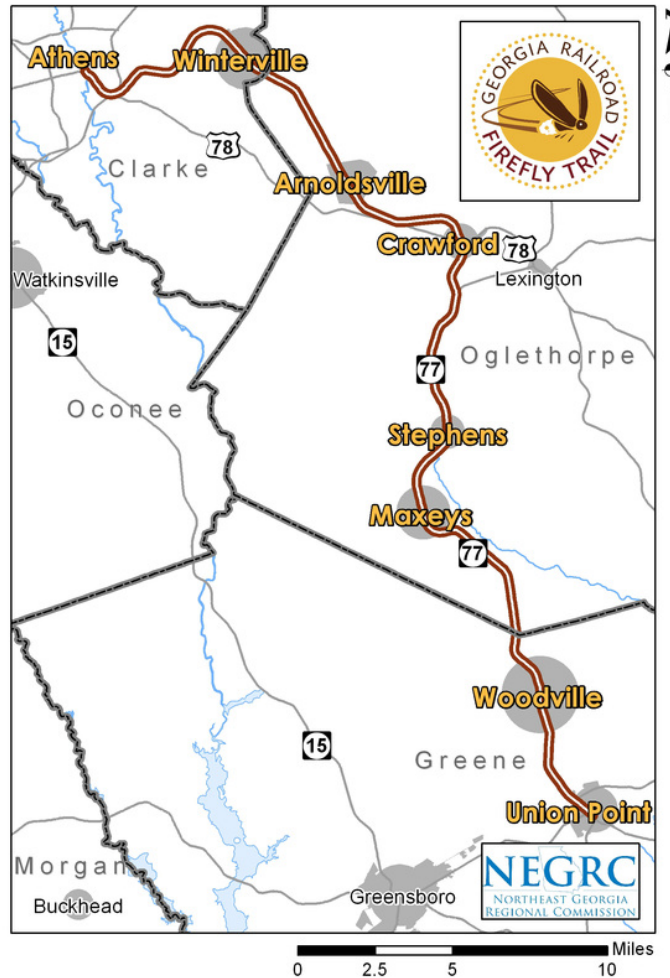 Athens
Winterville
GEORGIA RAILROAD
FIREFLY TRAIL
78
Clarke
Arnoldsville
Crawford
78
Watkinsville
Lexington
15
Oglethorpe
77
Oconee
Stephens
Maxeys
77
Woodville
15
Greene
Union Point
Morgan
NEGRC
NORTHEAST GEORGIA
REGIONAL COMMISSION
Buckhead
Greensboro
Miles
0 2.5 5 10